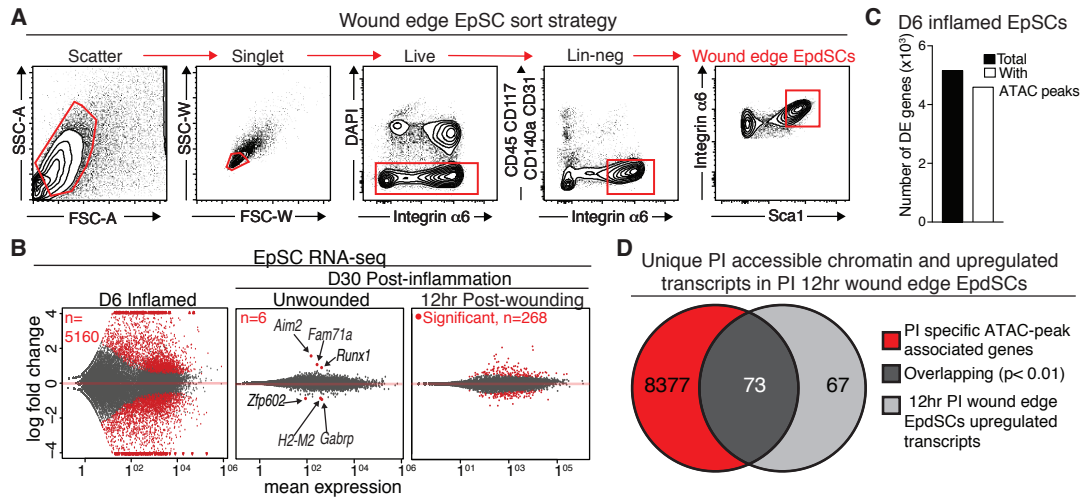 A
Wound edge EpSC sort strategy
Scatter
Singlet
Live
Lin-neg
Wound edge EpdSCs
SSC-A
FSC-A
SSC-W
FSC-W
DAPI
Integrin α6
CD45 CD117
CD140a CD31
Integrin α6
Integrin α6
Sca1
C
D6 inflamed EpSCs
Number of DE genes (x10³)
6
4
2
0
Total
With
ATAC peaks
B
EpSC RNA-seq
D30 Post-inflammation
D6 Inflamed
Unwounded
12hr Post-wounding
log fold change
4
2
0
−2
−4
n=
5160
n=6
Aim2
Fam71a
Runx1
Zfp602
H2-M2
Gabrp
Significant, n=268
1 10² 10⁴ 10⁶
1 10² 10⁴ 10⁶
1 10¹ 10³ 10⁵
mean expression
D
Unique PI accessible chromatin and upregulated
transcripts in PI 12hr wound edge EpdSCs
8377
73
67
PI specific ATAC-peak
associated genes
Overlapping (p< 0.01)
12hr PI wound edge
EpdSCs upregulated
transcripts